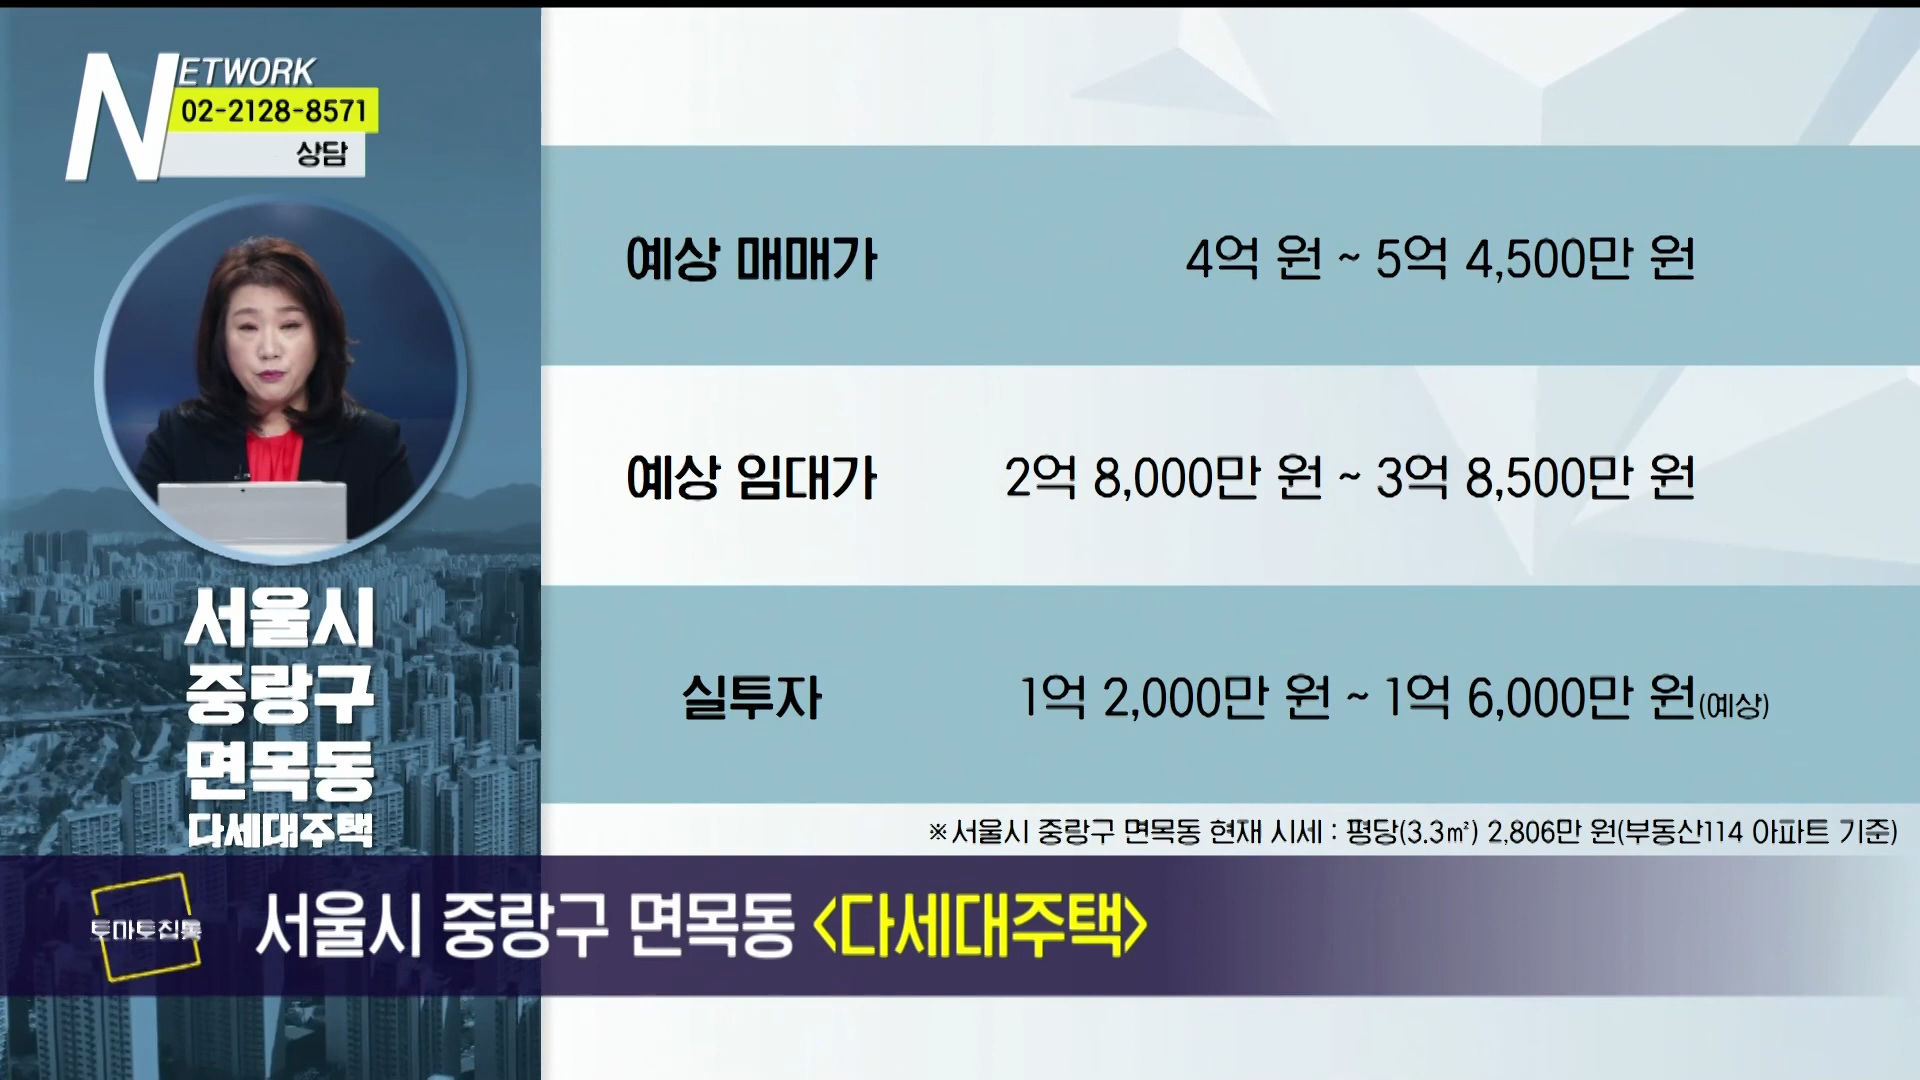 NETWORK
02-2128-8571
상담
예상 매매가 4억 원 ~ 5억 4,500만 원
예상 임대가 2억 8,000만 원 ~ 3억 8,500만 원
실투자 1억 2,000만 원 ~ 1억 6,000만 원(예상)
※서울시 중랑구 면목동 현재 시세 : 평당(3.3㎡) 2,806만 원(부동산114 아파트 기준)
서울시
중랑구
면목동
다세대주택
토마토집통
서울시 중랑구 면목동 <다세대주택>